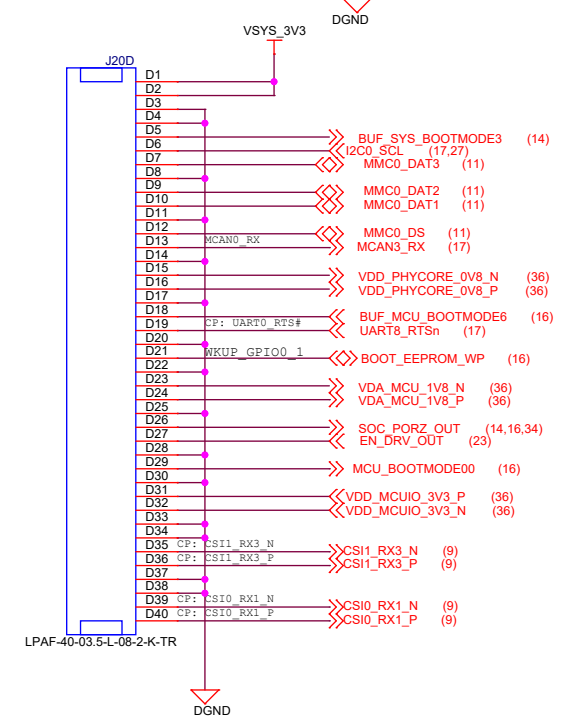 DGND
VSYS_3V3
J20D
D1
D2
D3
D4
D5 BUF_SYS_BOOTMODE3 (14)
D6 I2C0_SCL (17,27)
D7 MMC0_DAT3 (11)
D8
D9 MMC0_DAT2 (11)
D10 MMC0_DAT1 (11)
D11
D12 MMC0_DS (11)
D13 MCAN0_RX MCAN3_RX (17)
D14
D15 VDD_PHYCORE_0V8_N (36)
D16 VDD_PHYCORE_0V8_P (36)
D17
D18 BUF_MCU_BOOTMODE6 (16)
D19 CP: UART0_RTS# UART8_RTSn (17)
D20
D21 WKUP_GPIO0_1 BOOT_EEPROM_WP (16)
D22
D23 VDA_MCU_1V8_N (36)
D24 VDA_MCU_1V8_P (36)
D25
D26 SOC_PORZ_OUT (14,16,34)
D27 EN_DRV_OUT (23)
D28
D29 MCU_BOOTMODE00 (16)
D30
D31 VDD_MCUIO_3V3_P (36)
D32 VDD_MCUIO_3V3_N (36)
D33
D34
D35 CP: CSI1_RX3_N CSI1_RX3_N (9)
D36 CP: CSI1_RX3_P CSI1_RX3_P (9)
D37
D38
D39 CP: CSI0_RX1_N CSI0_RX1_N (9)
D40 CP: CSI0_RX1_P CSI0_RX1_P (9)
LPAF-40-03.5-L-08-2-K-TR
DGND